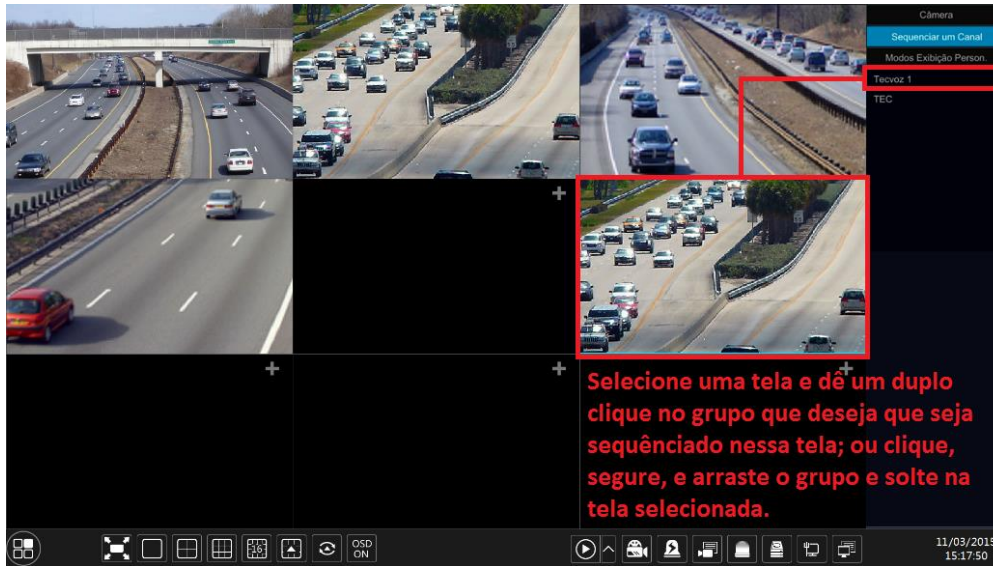 Câmera
Sequenciar um Canal
Modos Exibição Person.
Tecvoz 1
TEC
Selecione uma tela e dê um duplo
clique no grupo que deseja que seja
sequênciado nessa tela; ou clique,
segure, e arraste o grupo e solte na
tela selecionada.
16
OSD
ON
11/03/2015
15:17:50